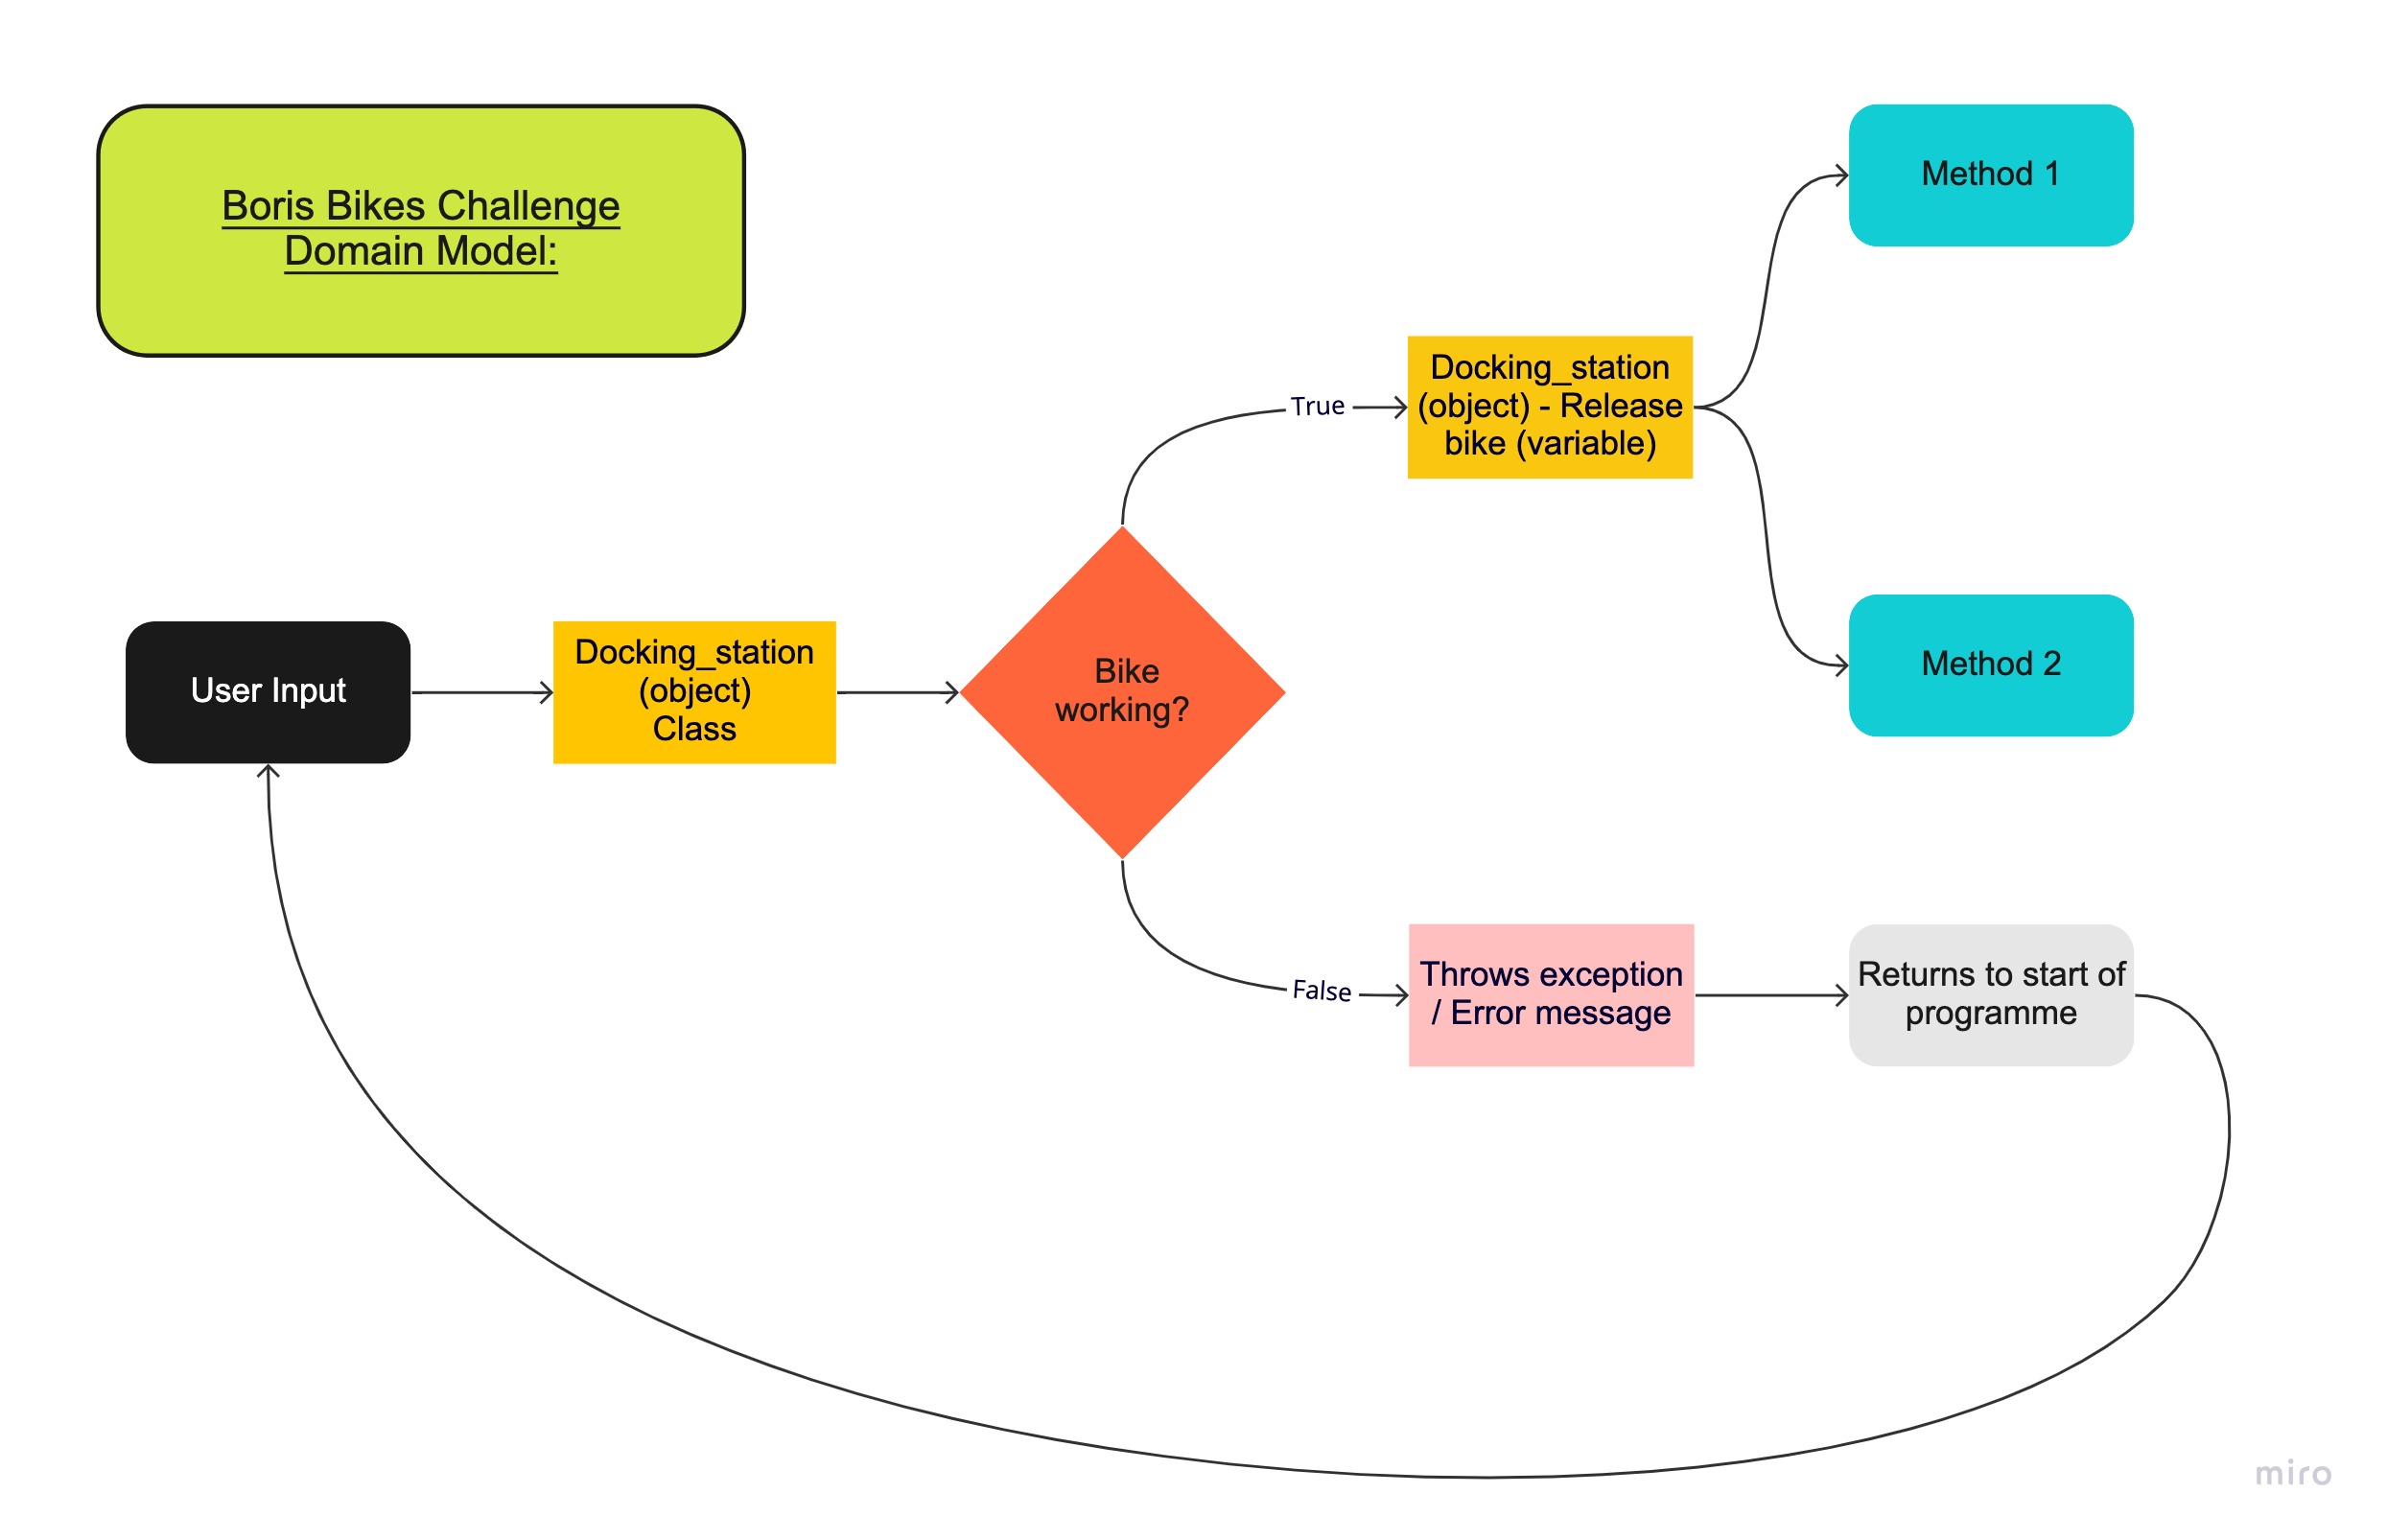 Boris Bikes Challenge
Domain Model:
Method 1
Docking_station
(object) - Release
bike (variable)
True
User Input
Docking_station
(object)
Class
Bike
working?
Method 2
False
Throws exception
/ Error message
Returns to start of
programme
miro